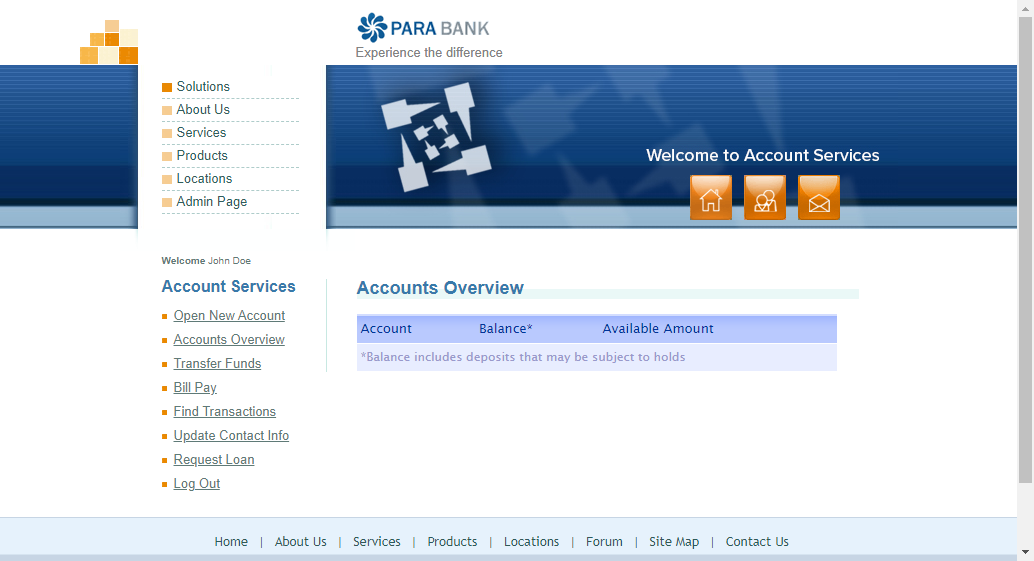 PARA BANK
Experience the difference
Solutions
About Us
Services
Products
Locations
Admin Page
Welcome to Account Services
Welcome John Doe
Account Services
Open New Account
Accounts Overview
Transfer Funds
Bill Pay
Find Transactions
Update Contact Info
Request Loan
Log Out
Accounts Overview
Account Balance* Available Amount
*Balance includes deposits that may be subject to holds
Home | About Us | Services | Products | Locations | Forum | Site Map | Contact Us